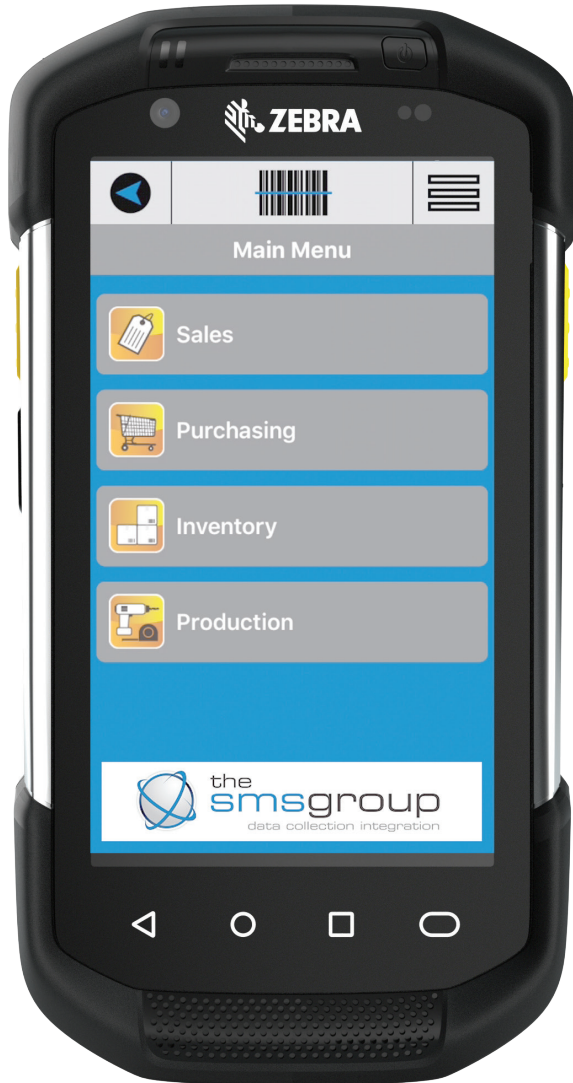 ZEBRA
Main Menu
Sales
Purchasing
Inventory
Production
the
smsgroup
data collection integration